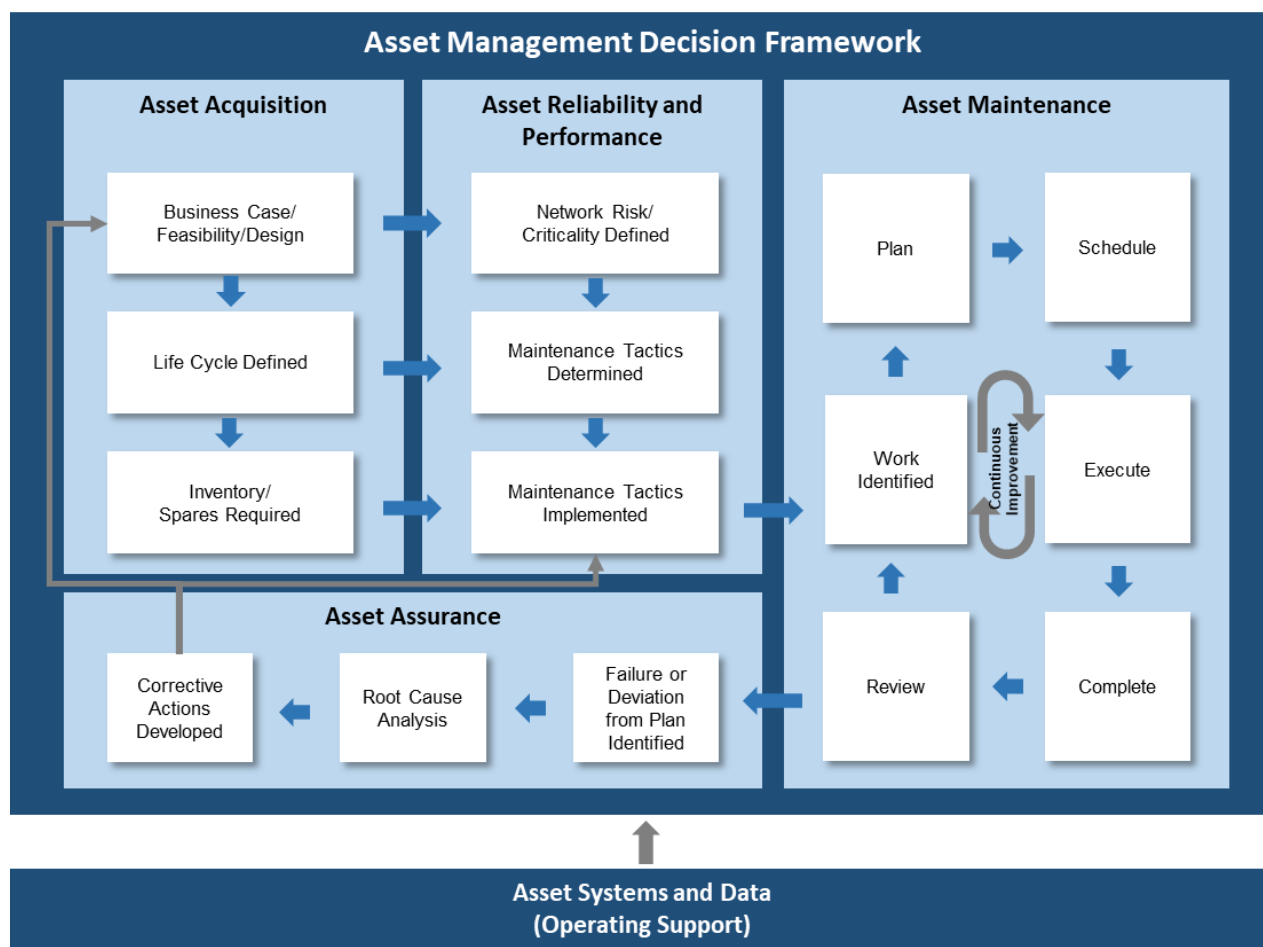 Asset Management Decision Framework
Asset Acquisition
Business Case/
Feasibility/Design
Life Cycle Defined
Inventory/
Spares Required
Asset Reliability and
Performance
Network Risk/
Criticality Defined
Maintenance Tactics
Determined
Maintenance Tactics
Implemented
Asset Maintenance
Plan
Schedule
Work
Identified
Continuous
Improvement
Execute
Review
Complete
Asset Assurance
Corrective
Actions
Developed
Root Cause
Analysis
Failure or
Deviation
from Plan
Identified
Asset Systems and Data
(Operating Support)